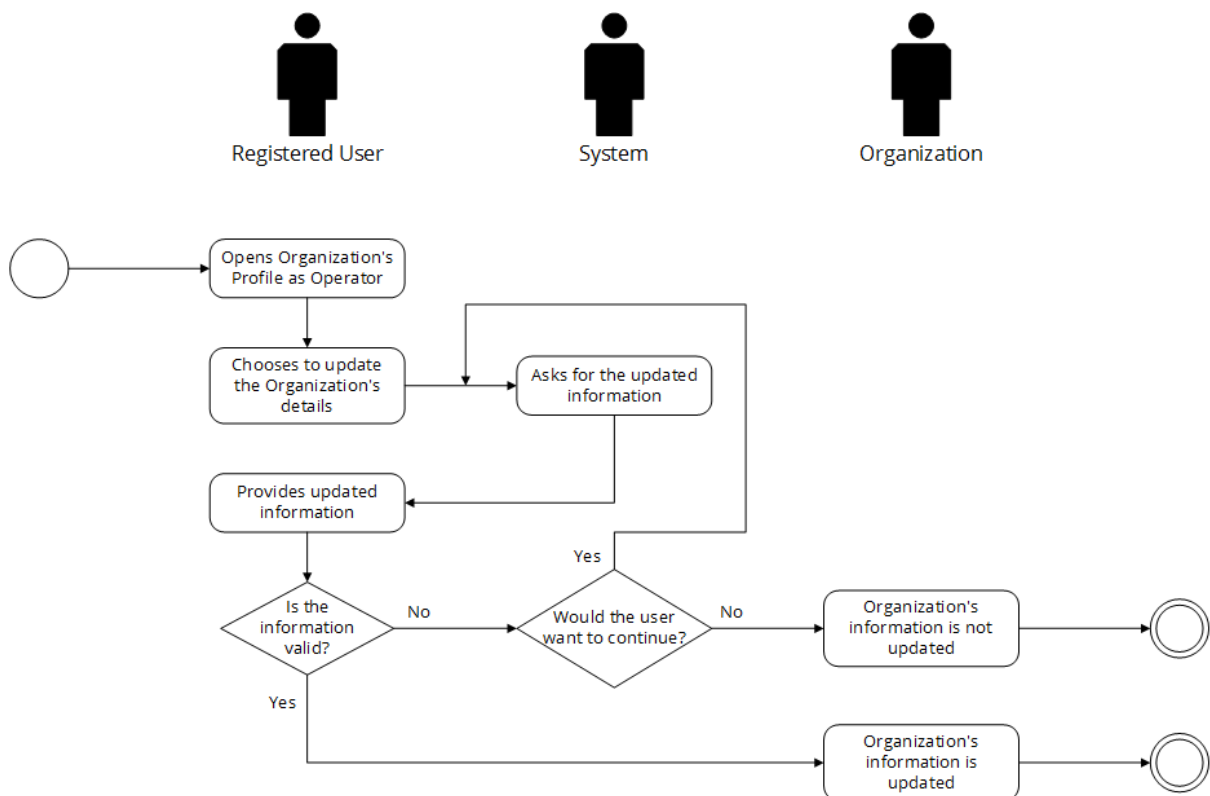 Registered User
System
Organization
Opens Organization's
Profile as Operator
Chooses to update
the Organization's
details
Asks for the updated
information
Provides updated
information
Yes
Is the
information
valid?
No
Would the user
want to continue?
No
Organization's
information is not
updated
Yes
Organization's
information is
updated